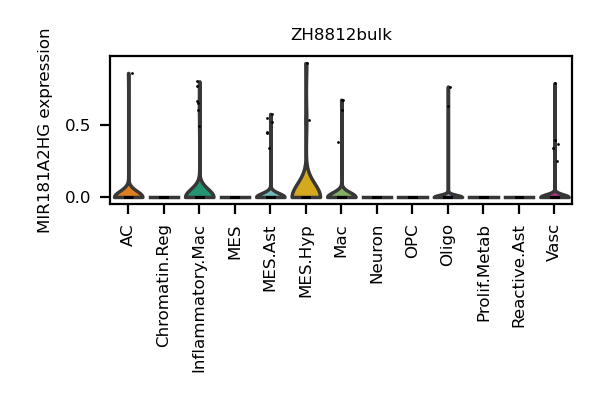 ZH8812bulk
MIR181A2HG expression
0.5
0.0
AC
Chromatin.Reg
Inflammatory.Mac
MES
MES.Ast
MES.Hyp
Mac
Neuron
OPC
Oligo
Prolif.Metab
Reactive.Ast
Vasc